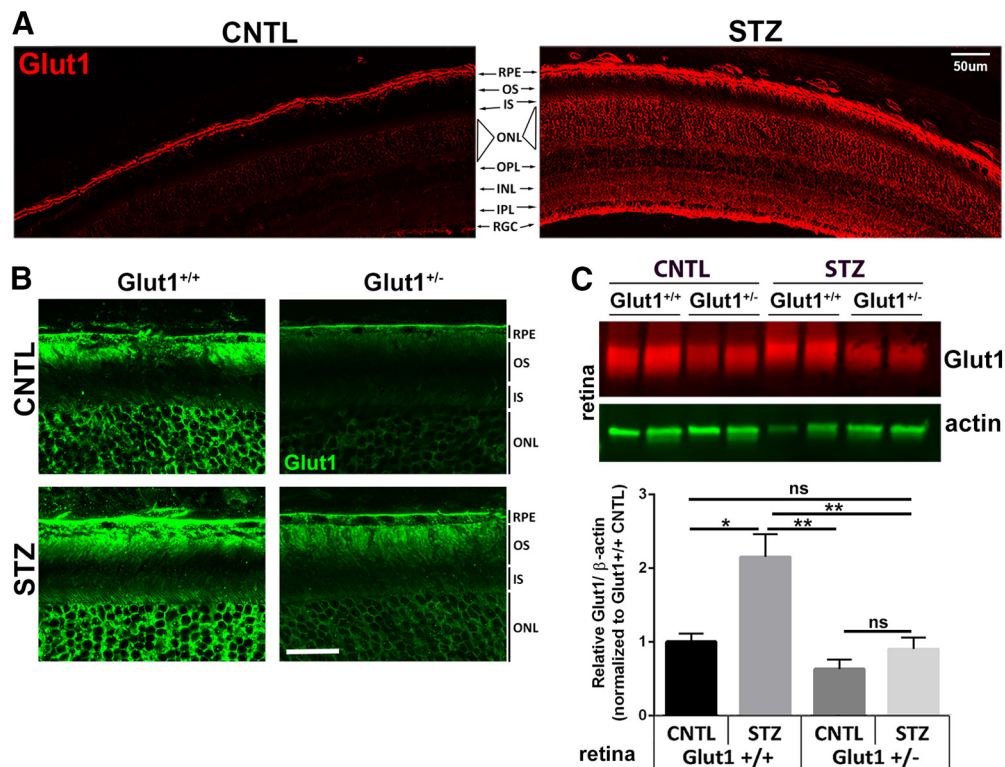 A
CNTL
STZ
Glut1
50um
RPE
OS
IS
ONL
OPL
INL
IPL
RGC
B
Glut1+/+
Glut1+/-
CNTL
RPE
OS
IS
ONL
Glut1
STZ
RPE
OS
IS
ONL
C
CNTL
STZ
Glut1+/+
Glut1+/-
Glut1+/+
Glut1+/-
retina
Glut1
actin
Relative Glut1/ β-actin
(normalized to Glut1+/+ CNTL)
3
2
1
0
ns
**
*
**
ns
CNTL
STZ
CNTL
STZ
retina
Glut1 +/+
Glut1 +/-